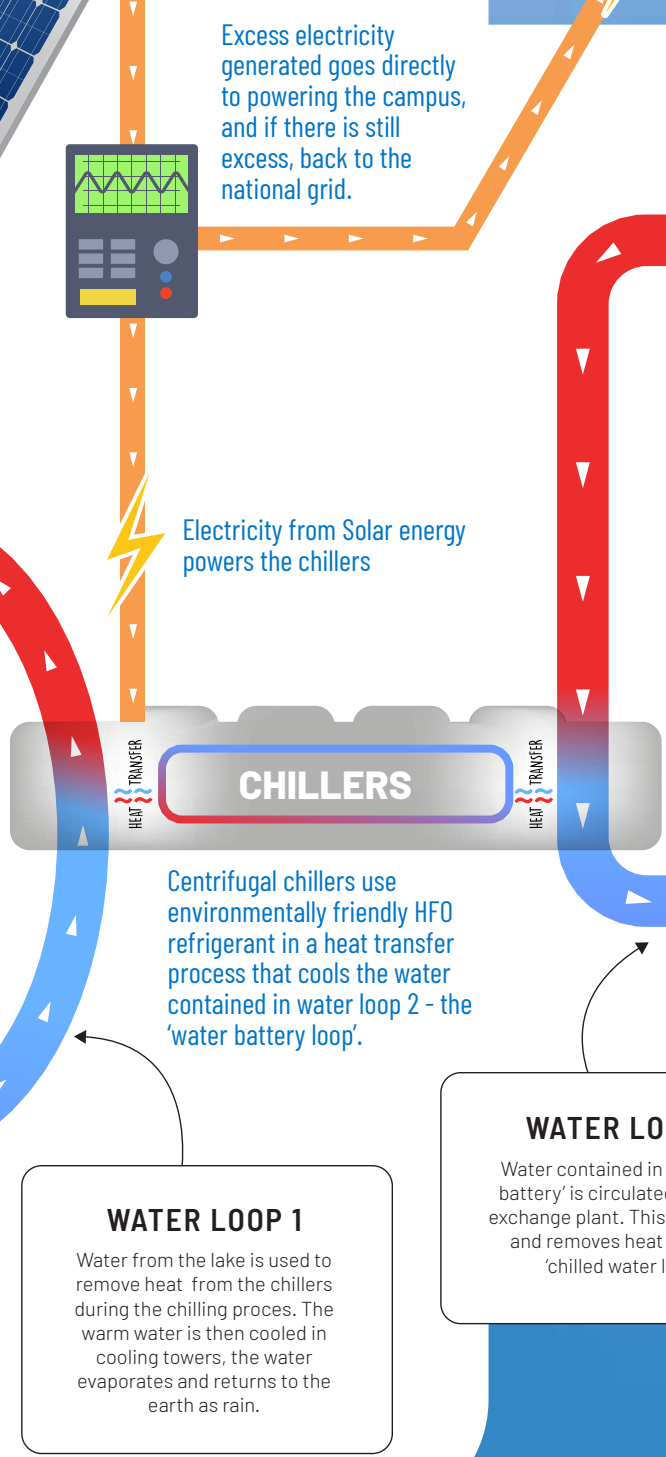 Excess electricity
generated goes directly
to powering the campus,
and if there is still
excess, back to the
national grid.
Electricity from Solar energy
powers the chillers
HEAT TRANSFER
CHILLERS
HEAT TRANSFER
Centrifugal chillers use
environmentally friendly HFO
refrigerant in a heat transfer
process that cools the water
contained in water loop 2 - the
‘water battery loop’.
WATER LOOP 1
Water from the lake is used to
remove heat from the chillers
during the chilling proces. The
warm water is then cooled in
cooling towers, the water
evaporates and returns to the
earth as rain.
WATER LO
Water contained in
battery’ is circulate
exchange plant. This
and removes heat
‘chilled water l